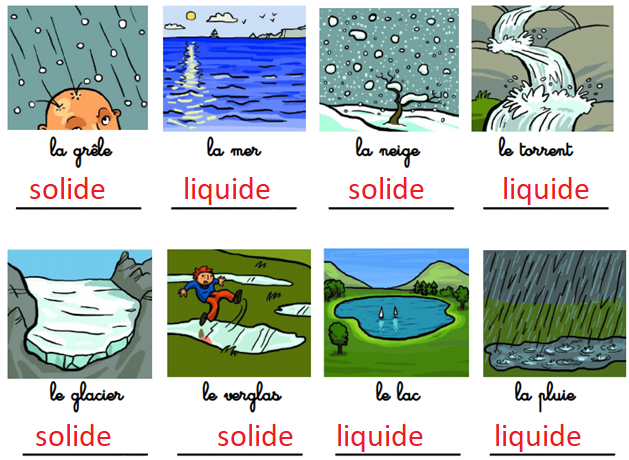 la grêle la mer la neige le torrent
solide liquide solide liquide
le glacier le verglas le lac la pluie
solide solide liquide liquide